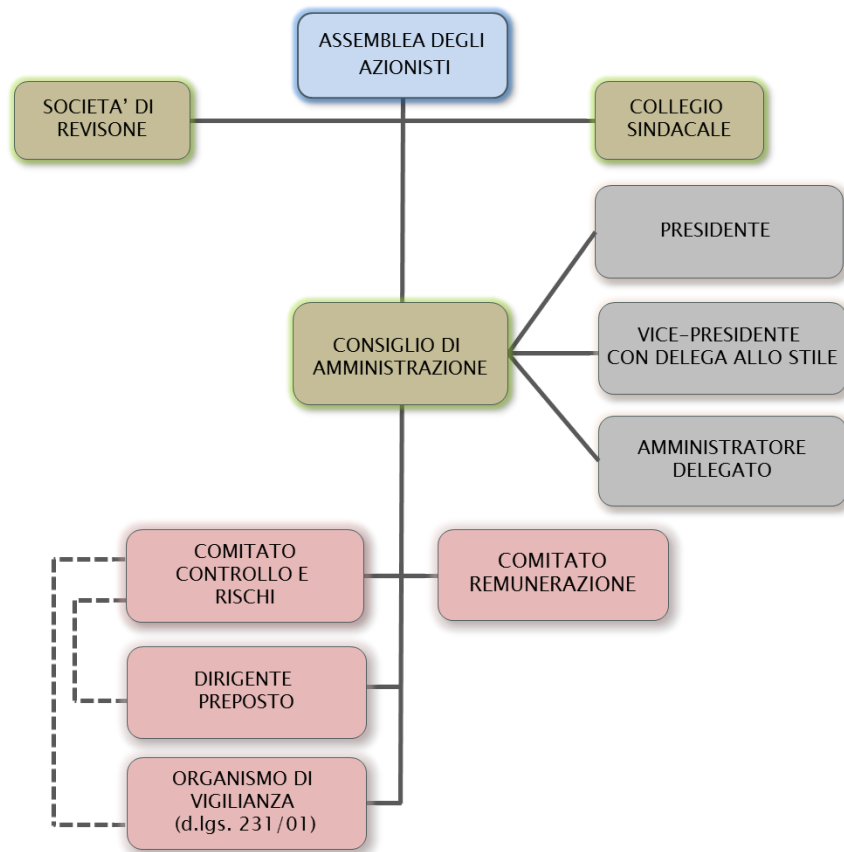 ASSEMBLEA DEGLI
AZIONISTI
SOCIETA’ DI
REVISONE
COLLEGIO
SINDACALE
PRESIDENTE
CONSIGLIO DI
AMMINISTRAZIONE
VICE-PRESIDENTE
CON DELEGA ALLO STILE
AMMINISTRATORE
DELEGATO
COMITATO
CONTROLLO E
RISCHI
COMITATO
REMUNERAZIONE
DIRIGENTE
PREPOSTO
ORGANISMO DI
VIGILIANZA
(d.lgs. 231/01)